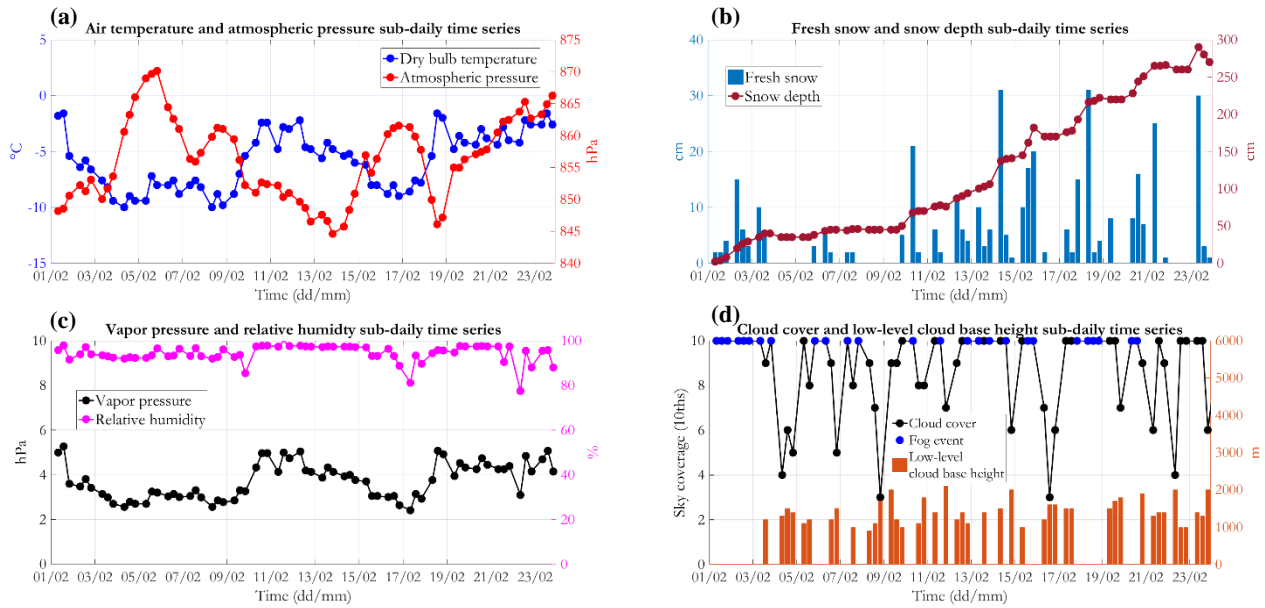 (a)
Air temperature and atmospheric pressure sub-daily time series
5
0
-5
-10
-15
°C
875
870
865
860
855
850
845
840
hPa
Dry bulb temperature
Atmospheric pressure
01/02 03/02 05/02 07/02 09/02 11/02 13/02 15/02 17/02 19/02 21/02 23/02
Time (dd/mm)
(b)
Fresh snow and snow depth sub-daily time series
40
30
20
10
0
cm
300
250
200
150
100
50
0
cm
Fresh snow
Snow depth
01/02 03/02 05/02 07/02 09/02 11/02 13/02 15/02 17/02 19/02 21/02 23/02
Time (dd/mm)
(c)
Vapor pressure and relative humidty sub-daily time series
10
8
6
4
2
0
hPa
100
80
60
40
20
0
%
Vapor pressure
Relative humidity
01/02 03/02 05/02 07/02 09/02 11/02 13/02 15/02 17/02 19/02 21/02 23/02
Time (dd/mm)
(d)
Cloud cover and low-level cloud base height sub-daily time series
10
8
6
4
2
0
Sky coverage (10ths)
6000
5000
4000
3000
2000
1000
0
m
Cloud cover
Fog event
Low-level
cloud base height
01/02 03/02 05/02 07/02 09/02 11/02 13/02 15/02 17/02 19/02 21/02 23/02
Time (dd/mm)